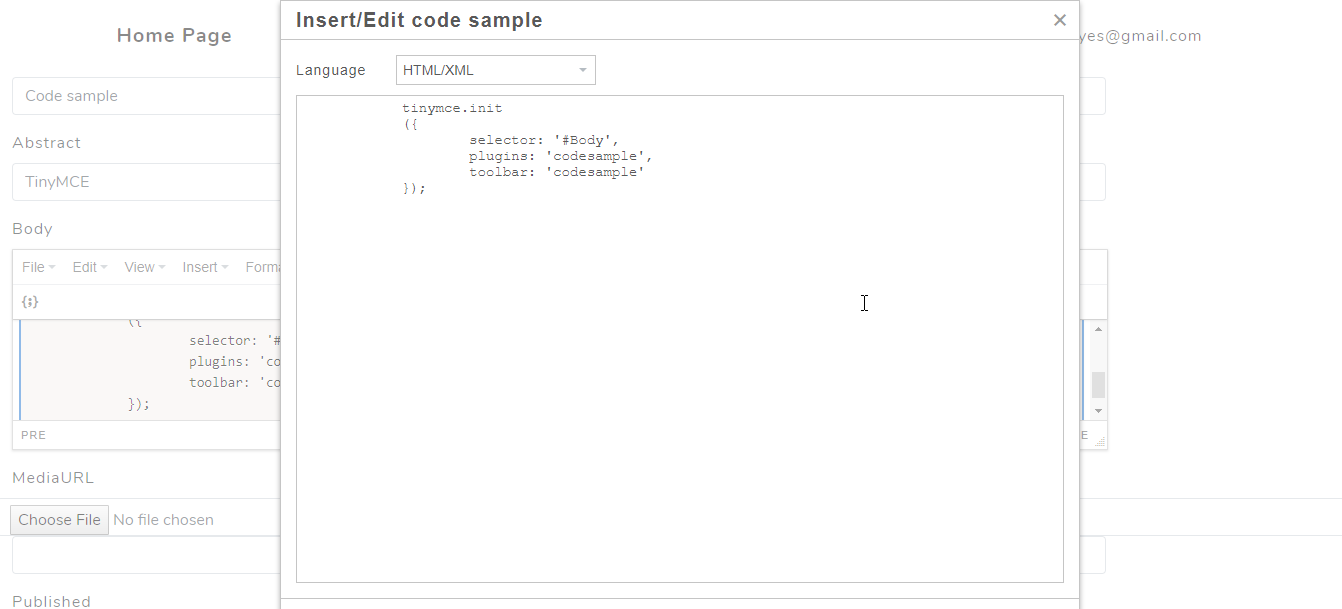 Insert/Edit code sample
Home Page
yes@gmail.com
Language HTML/XML
Code sample
tinymce.init
({
selector: '#Body',
plugins: 'codesample',
toolbar: 'codesample'
});
Abstract
TinyMCE
Body
File Edit View Insert Forma
{;}
({
selector: '#
plugins: 'co
toolbar: 'co
});
PRE
E
MediaURL
Choose File No file chosen
Published